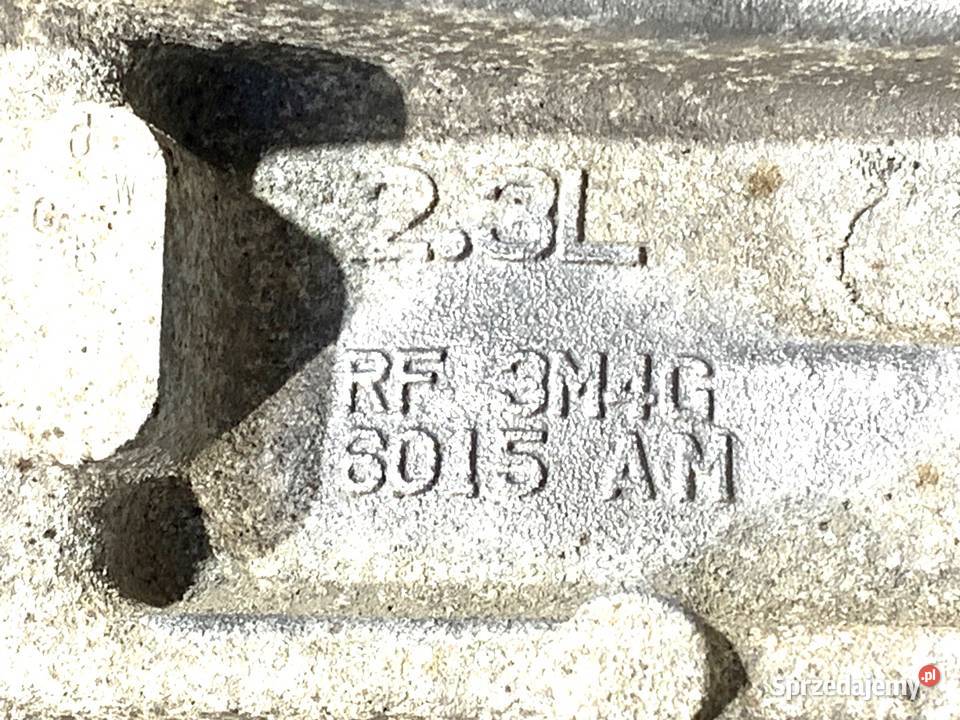 2.3L
RF 3M4G
6015 AM
Sprzedajemy.pl